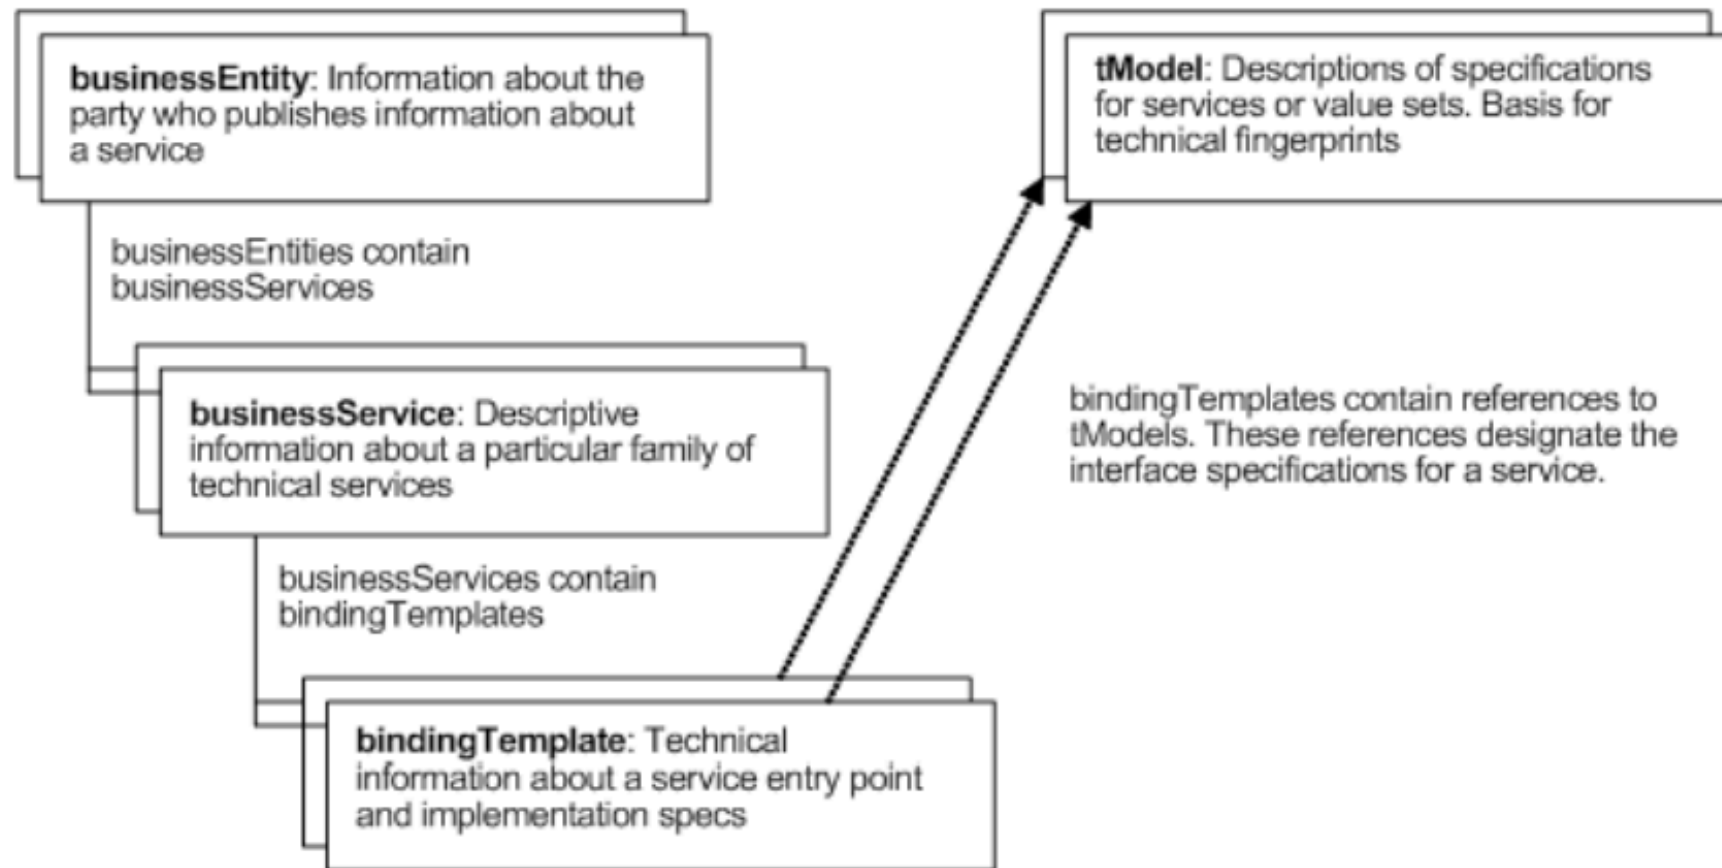 businessEntity: Information about the
party who publishes information about
a service
tModel: Descriptions of specifications
for services or value sets. Basis for
technical fingerprints
businessEntities contain
businessServices
businessService: Descriptive
information about a particular family of
technical services
bindingTemplates contain references to
tModels. These references designate the
interface specifications for a service.
businessServices contain
bindingTemplates
bindingTemplate: Technical
information about a service entry point
and implementation specs